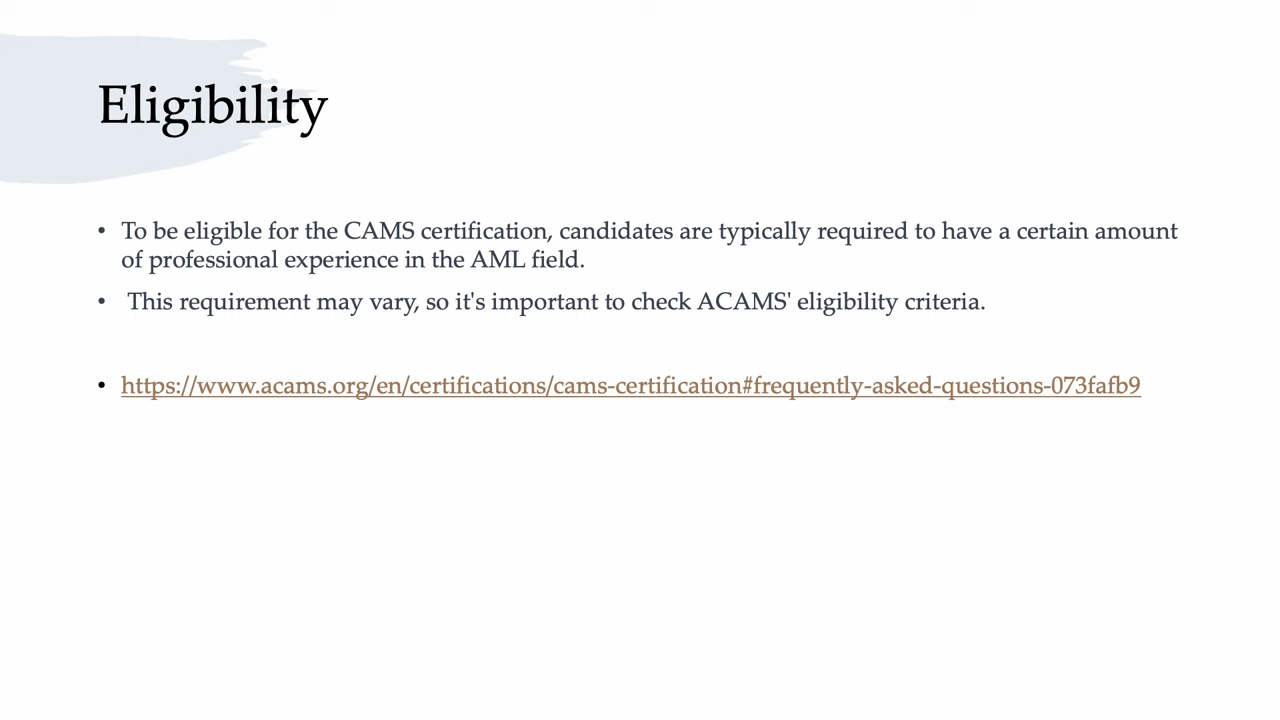 Eligibility
• To be eligible for the CAMS certification, candidates are typically required to have a certain amount
of professional experience in the AML field.
• This requirement may vary, so it's important to check ACAMS' eligibility criteria.
• https://www.acams.org/en/certifications/cams-certification#frequently-asked-questions-073fafb9